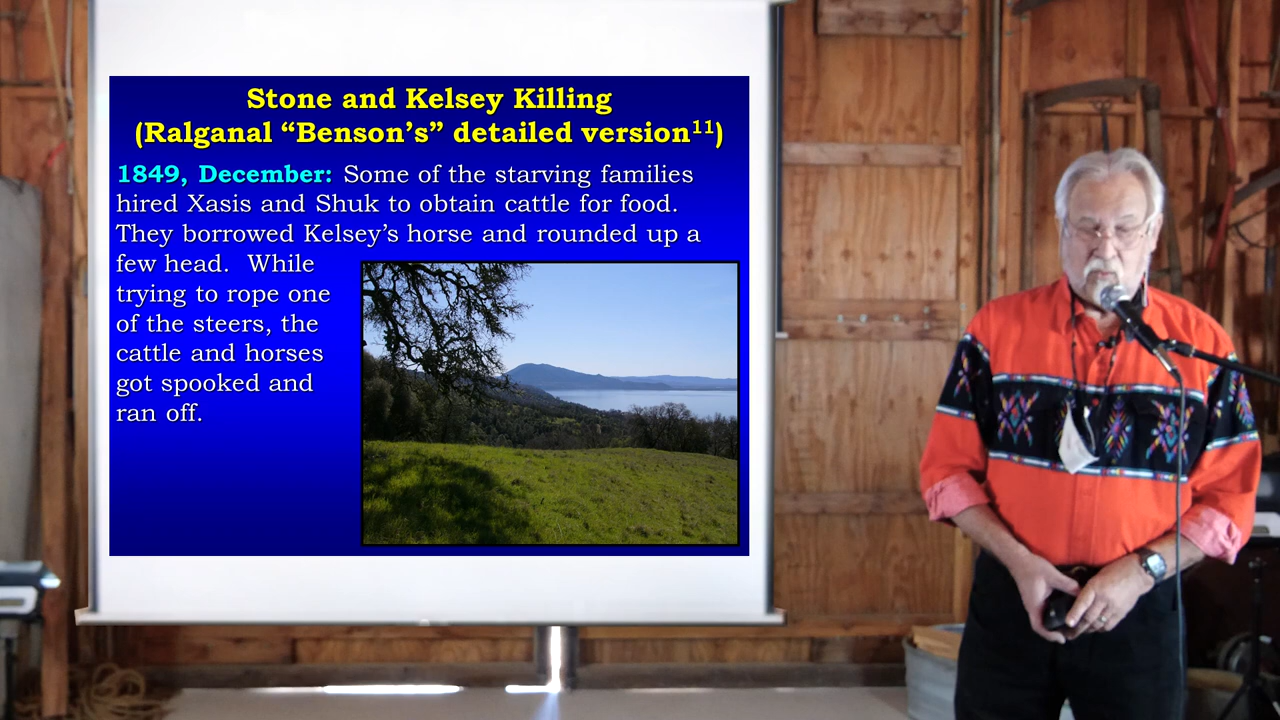 Stone and Kelsey Killing
(Ralganal “Benson’s” detailed version¹¹)
1849, December: Some of the starving families
hired Xasis and Shuk to obtain cattle for food.
They borrowed Kelsey’s horse and rounded up a
few head.  While
trying to rope one
of the steers, the
cattle and horses
got spooked and
ran off.